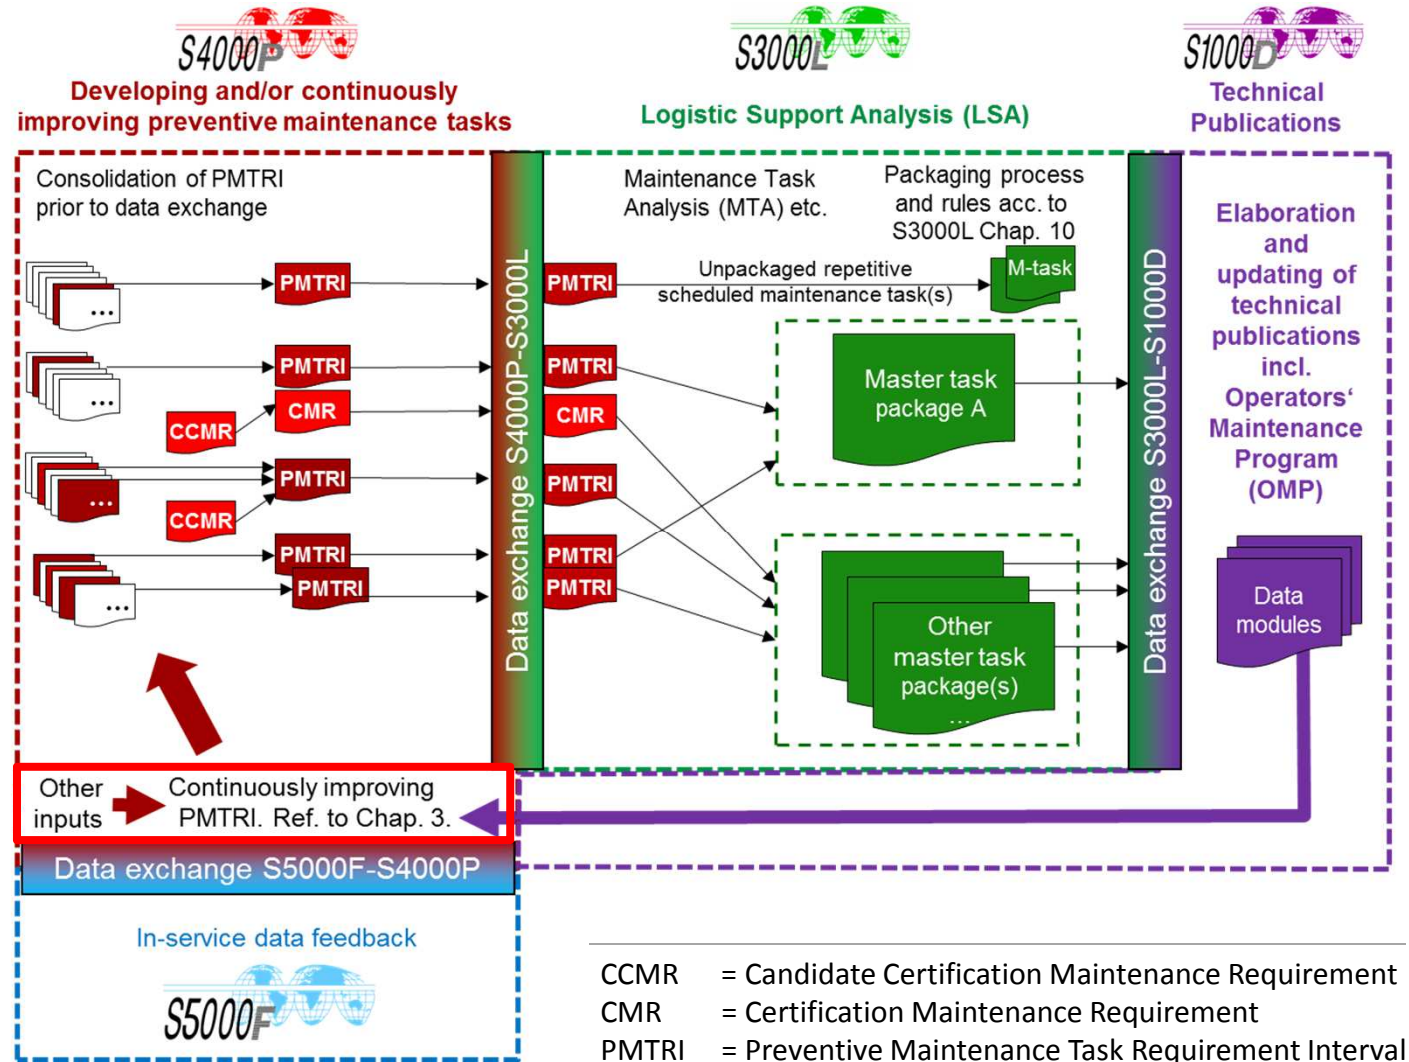 S4000P
S3000L
S1000D
Developing and/or continuously
improving preventive maintenance tasks
Logistic Support Analysis (LSA)
Technical
Publications
Consolidation of PMTRI
prior to data exchange
PMTRI
PMTRI
CCMR
CMR
PMTRI
CCMR
PMTRI
PMTRI
...
...
...
...
Data exchange S4000P-S3000L
Maintenance Task
Analysis (MTA) etc.
Packaging process
and rules acc. to
S3000L Chap. 10
PMTRI
Unpackaged repetitive
scheduled maintenance task(s)
M-task
PMTRI
CMR
PMTRI
PMTRI
PMTRI
Master task
package A
Other
master task
package(s)
...
Data exchange S3000L-S1000D
Elaboration
and
updating of
technical
publications
incl.
Operators‘
Maintenance
Program
(OMP)
Data
modules
Other
inputs
Continuously improving
PMTRI. Ref. to Chap. 3.
Data exchange S5000F-S4000P
In-service data feedback
S5000F
CCMR = Candidate Certification Maintenance Requirement
CMR = Certification Maintenance Requirement
PMTRI = Preventive Maintenance Task Requirement Interval